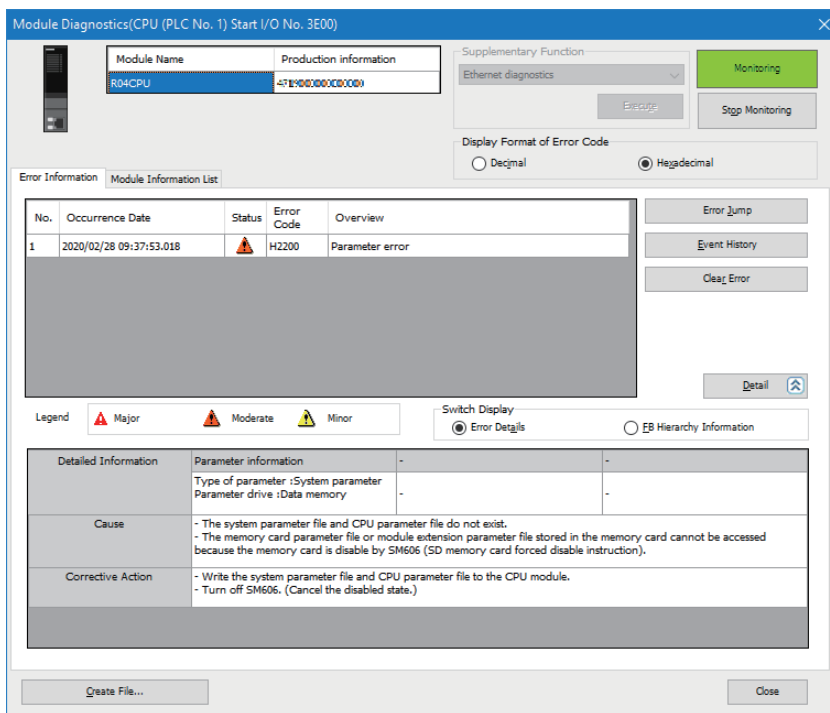 Module Diagnostics(CPU (PLC No. 1) Start I/O No. 3E00)
Module Name Production information
R04CPU
Supplementary Function
Ethernet diagnostics
Execute
Monitoring
Stop Monitoring
Display Format of Error Code
Decimal Hexadecimal
Error Information Module Information List
No. Occurrence Date Status Error Code Overview
1 2020/02/28 09:37:53.018 H2200 Parameter error
Error Jump
Event History
Clear Error
Detail
Legend Major Moderate Minor
Switch Display
Error Details FB Hierarchy Information
Detailed Information Parameter information - -
Type of parameter :System parameter
Parameter drive :Data memory - -
Cause - The system parameter file and CPU parameter file do not exist.
- The memory card parameter file or module extension parameter file stored in the memory card cannot be accessed
because the memory card is disable by SM606 (SD memory card forced disable instruction).
Corrective Action - Write the system parameter file and CPU parameter file to the CPU module.
- Turn off SM606. (Cancel the disabled state.)
Create File... Close